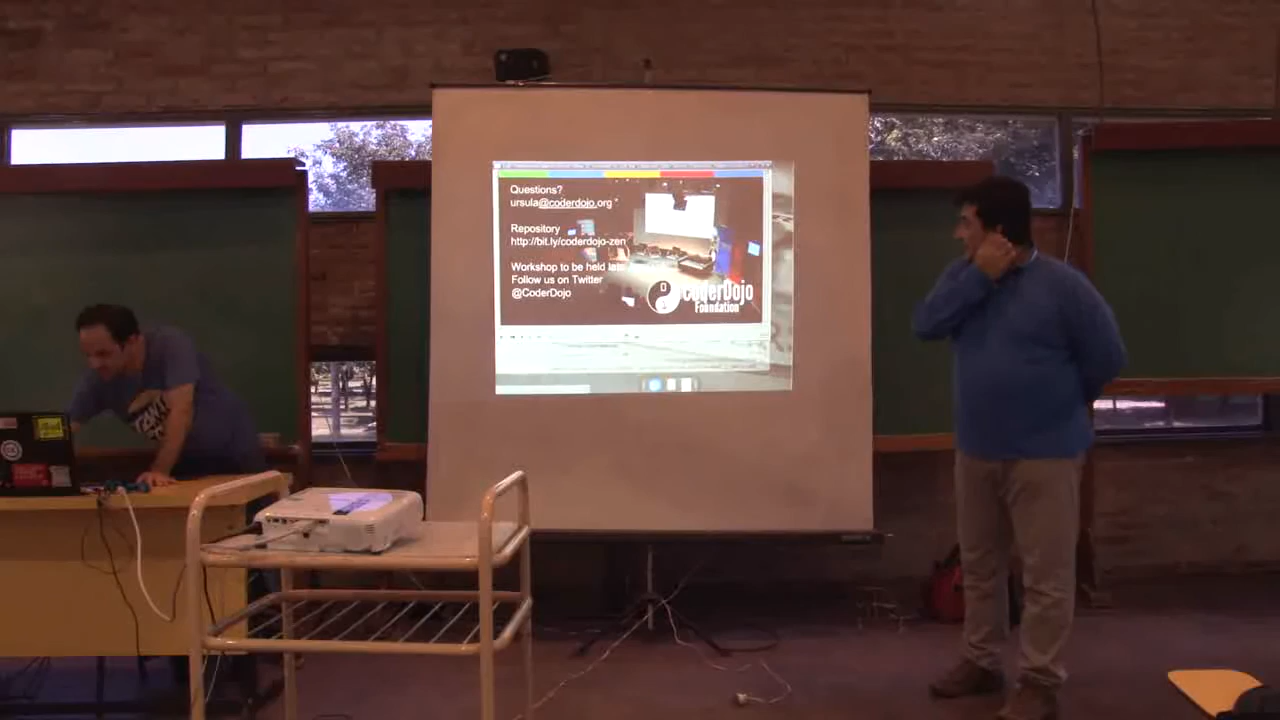 Questions?
ursula@coderdojo.org *
Repository
http://bit.ly/coderdojo-zen
Workshop to be held
Follow us on Twitter
@CoderDojo
CoderDojo
Foundation